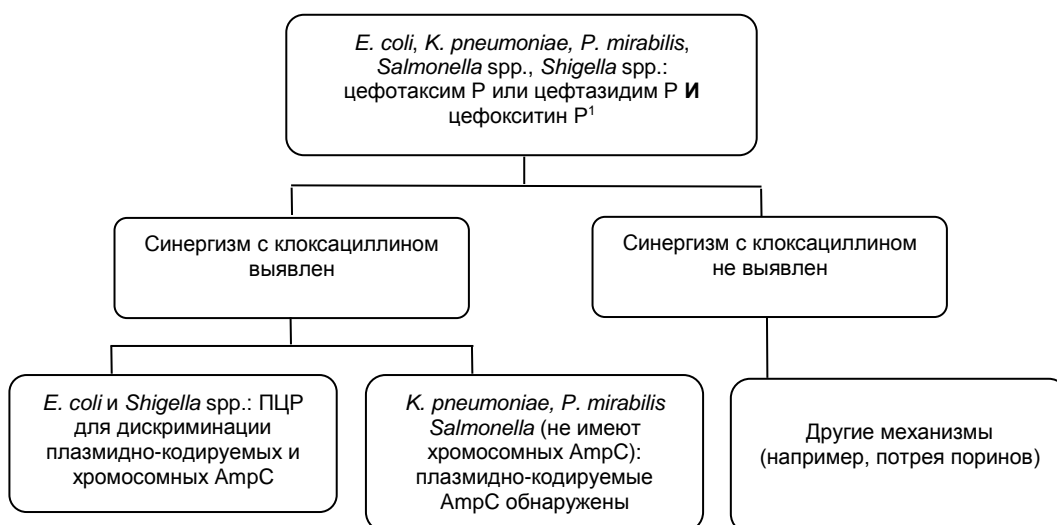 E. coli, K. pneumoniae, P. mirabilis,
Salmonella spp., Shigella spp.:
цефотаксим Р или цефтазидим Р И
цефокситин Р¹
Синергизм с клоксациллином
выявлен
Синергизм с клоксациллином
не выявлен
E. coli и Shigella spp.: ПЦР
для дискриминации
плазмидно-кодируемых и
хромосомных AmpC
K. pneumoniae, P. mirabilis
Salmonella (не имеют
хромосомных AmpC):
плазмидно-кодируемые
AmpC обнаружены
Другие механизмы
(например, потрея поринов)